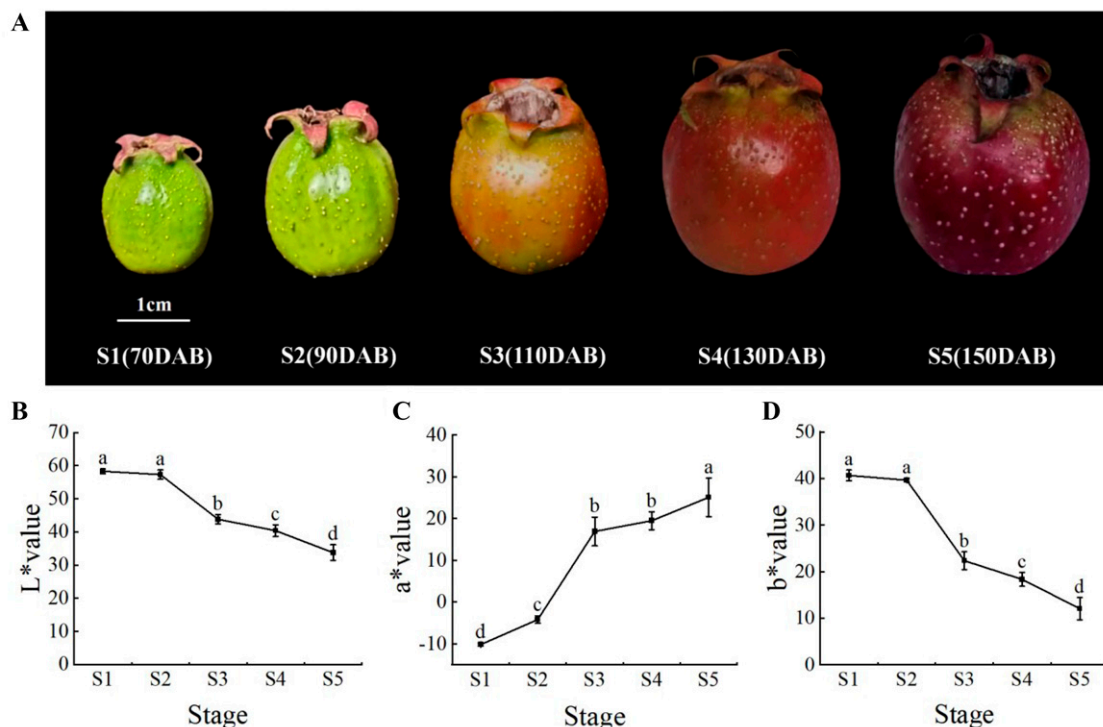 A
1cm
S1(70DAB) S2(90DAB) S3(110DAB) S4(130DAB) S5(150DAB)
B
70
60
50
40
30
20
10
0
L*value
a a b c d
S1 S2 S3 S4 S5
Stage
C
40
30
20
10
0
-10
a*value
d c b b a
S1 S2 S3 S4 S5
Stage
D
50
40
30
20
10
0
b*value
a a b c d
S1 S2 S3 S4 S5
Stage